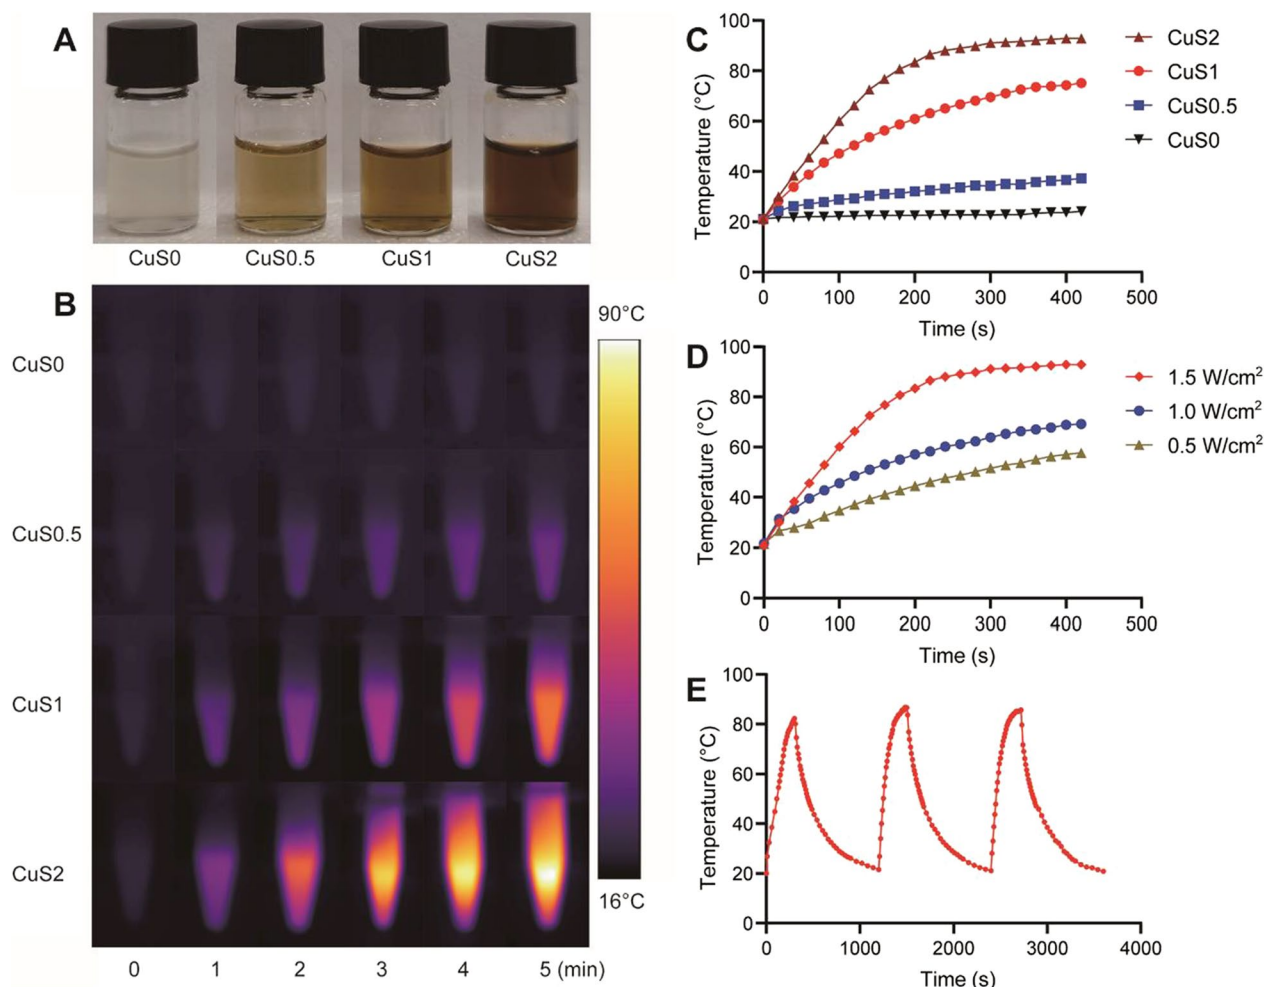 A
CuS0 CuS0.5 CuS1 CuS2
B
90°C
CuS0
CuS0.5
CuS1
CuS2
16°C
0 1 2 3 4 5 (min)
C
Temperature (°C)
100
80
60
40
20
0
0 100 200 300 400 500
Time (s)
CuS2
CuS1
CuS0.5
CuS0
D
Temperature (°C)
100
80
60
40
20
0
0 100 200 300 400 500
Time (s)
1.5 W/cm²
1.0 W/cm²
0.5 W/cm²
E
Temperature (°C)
100
80
60
40
20
0
0 1000 2000 3000 4000
Time (s)